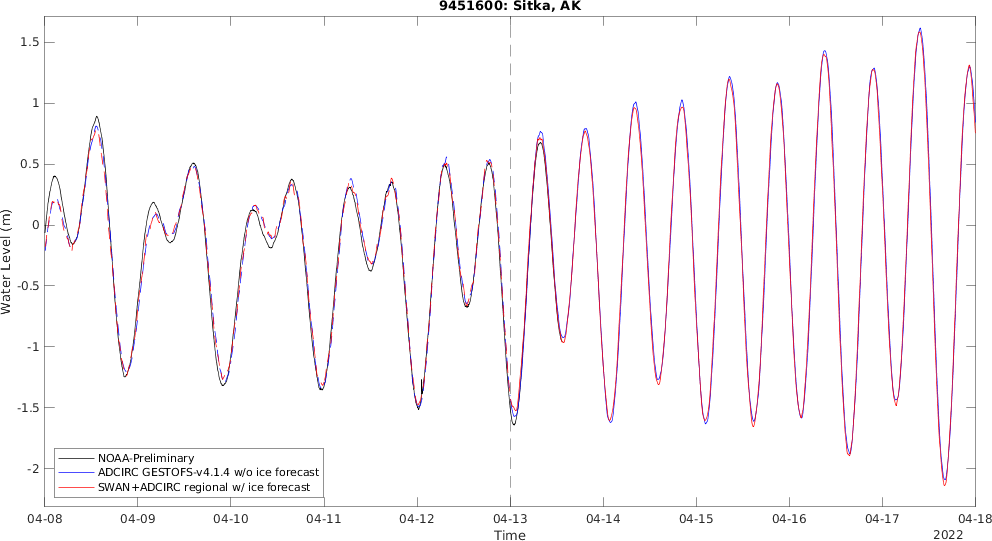 9451600: Sitka, AK
1.5
1
0.5
0
-0.5
-1
-1.5
-2
Water Level (m)
NOAA-Preliminary
ADCIRC GESTOFS-v4.1.4 w/o ice forecast
SWAN+ADCIRC regional w/ ice forecast
04-08 04-09 04-10 04-11 04-12 04-13 04-14 04-15 04-16 04-17 04-18
Time
2022